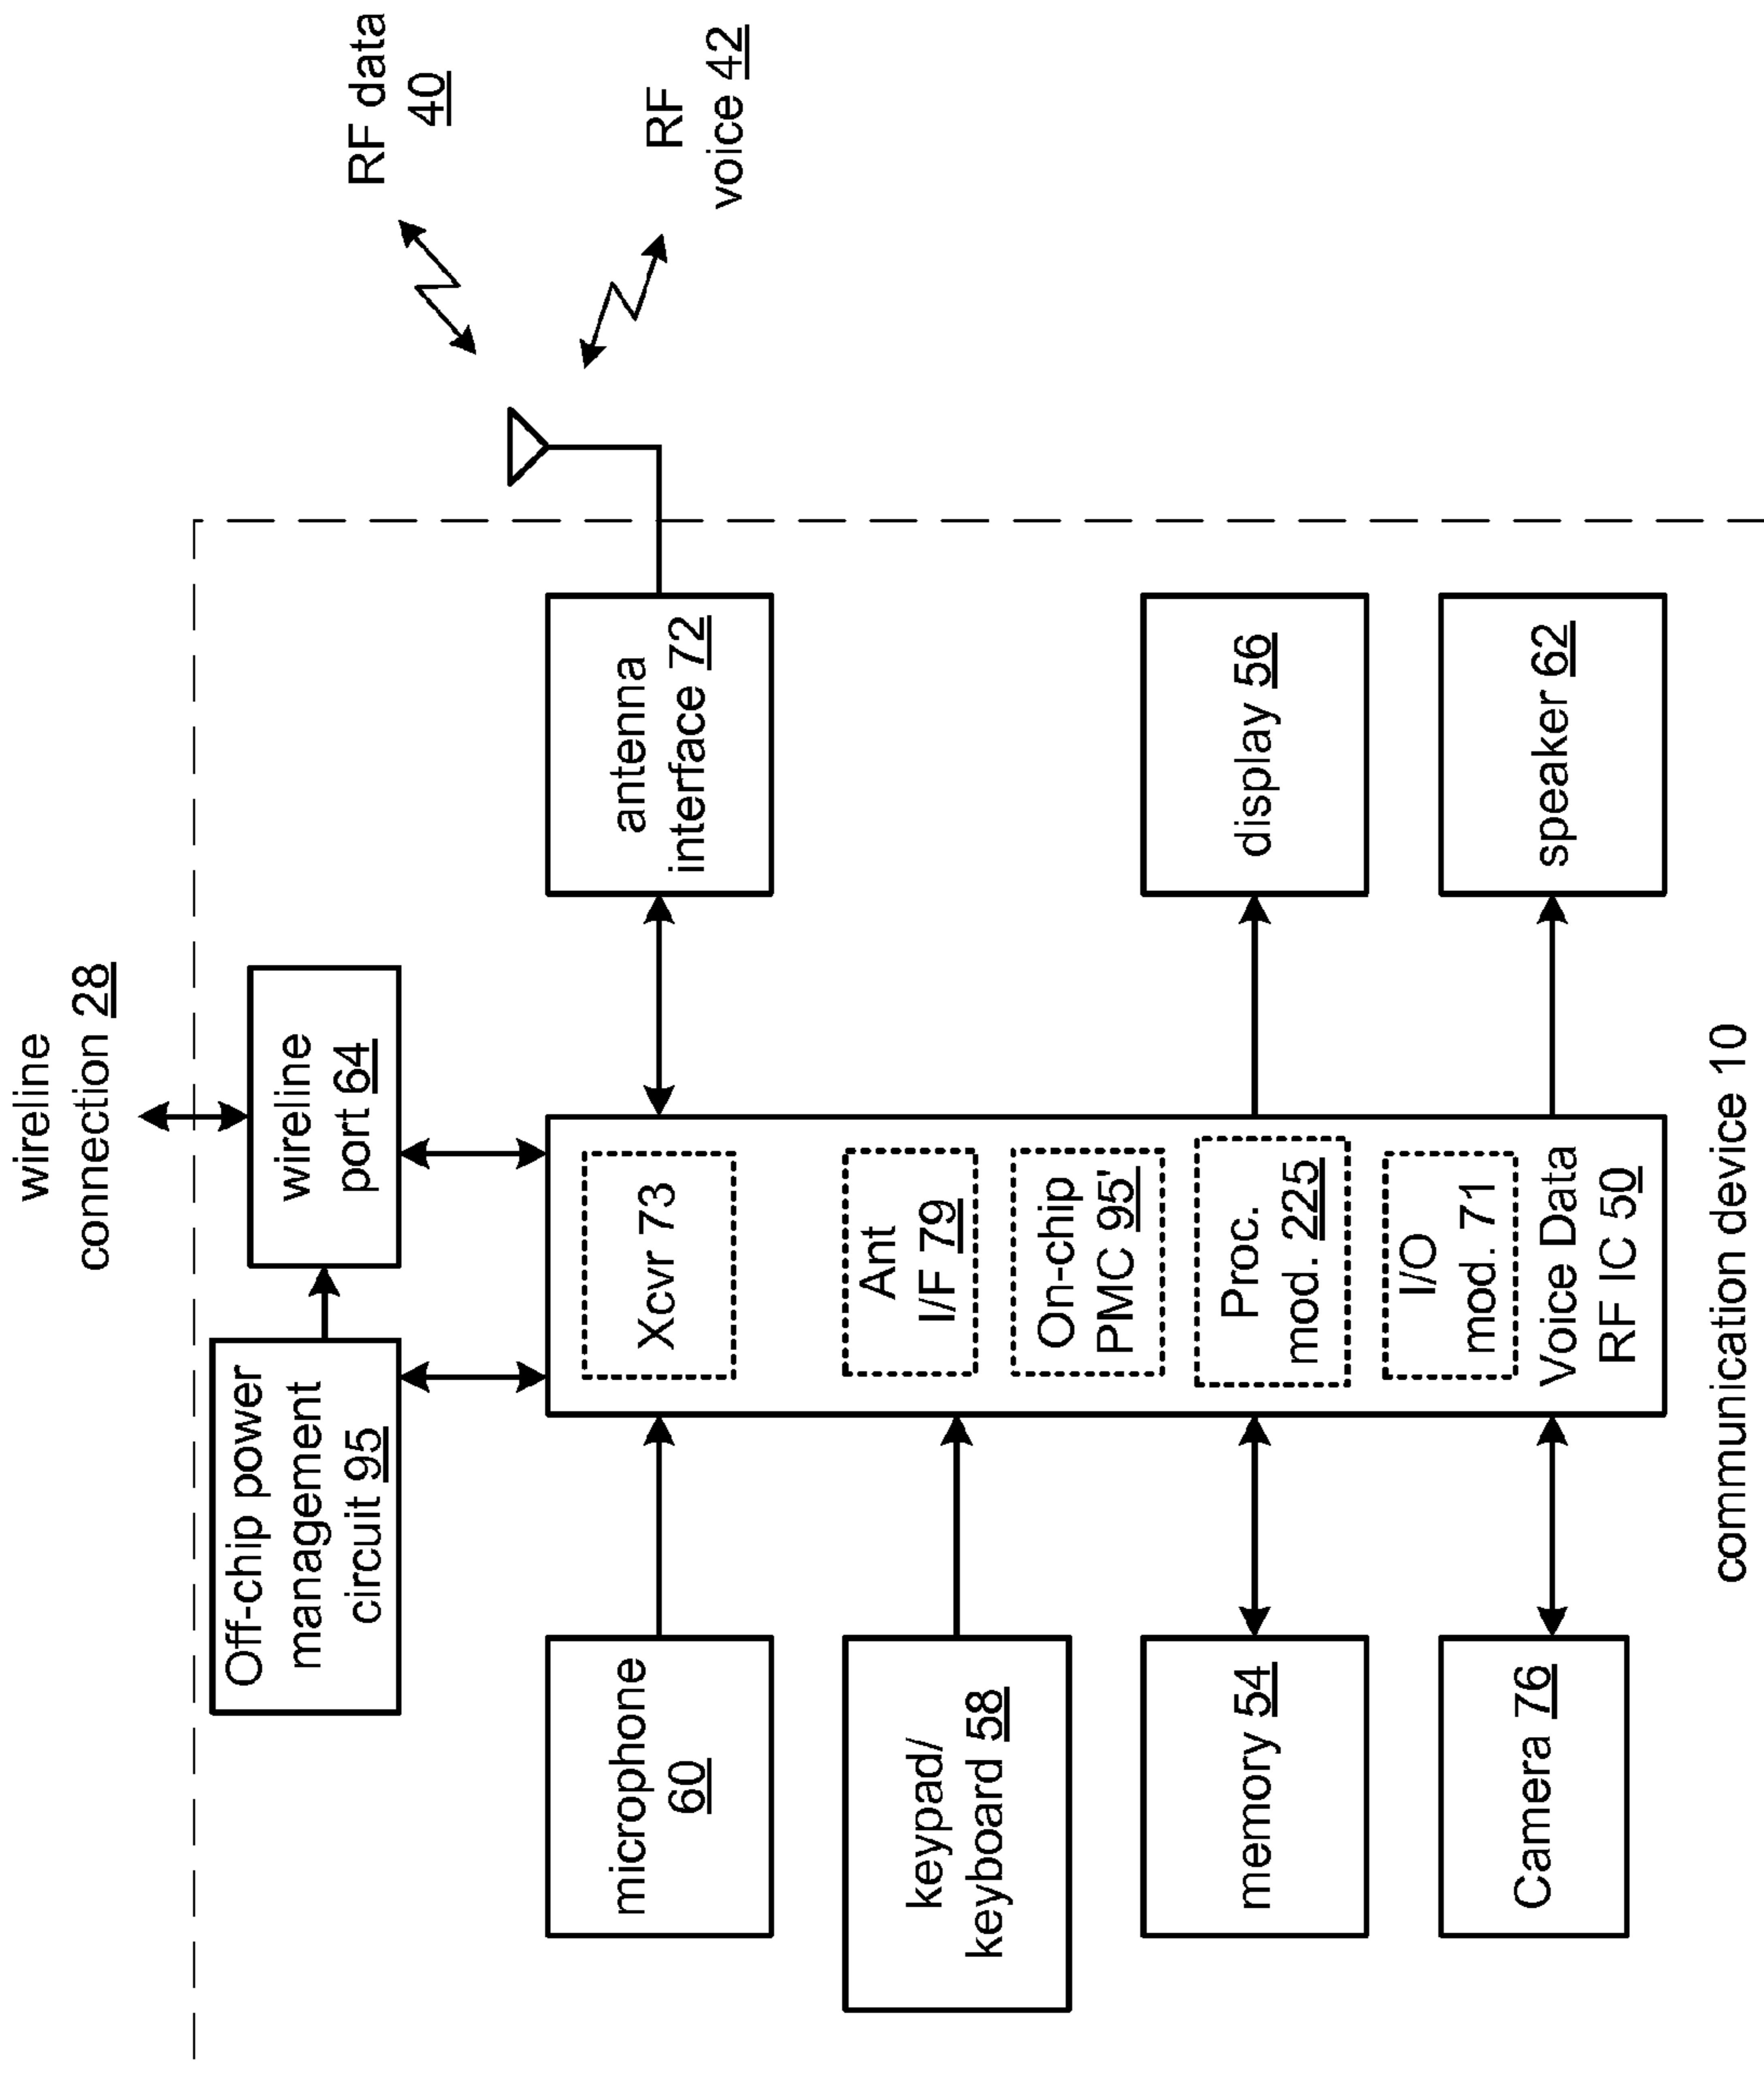 wireline
connection 28
RF data
40
RF
voice 42
Off-chip power
management
circuit 95
wireline
port 64
microphone
60
Xcvr 73
antenna
interface 72
keypad/
keyboard 58
Ant
I/F 79
On-chip
PMC 95'
memory 54
Proc.
mod. 225
display 56
Camera 76
I/O
mod. 71
Voice Data
RF IC 50
speaker 62
communication device 10